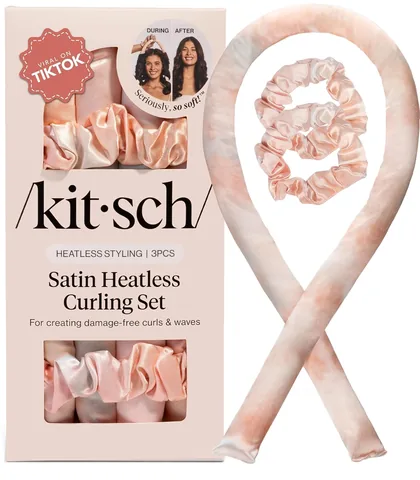 VIRAL ON
TIKTOK
DURING AFTER
Seriously, so soft!™
/kit·sch/
HEATLESS STYLING | 3PCS
Satin Heatless
Curling Set
For creating damage-free curls & waves